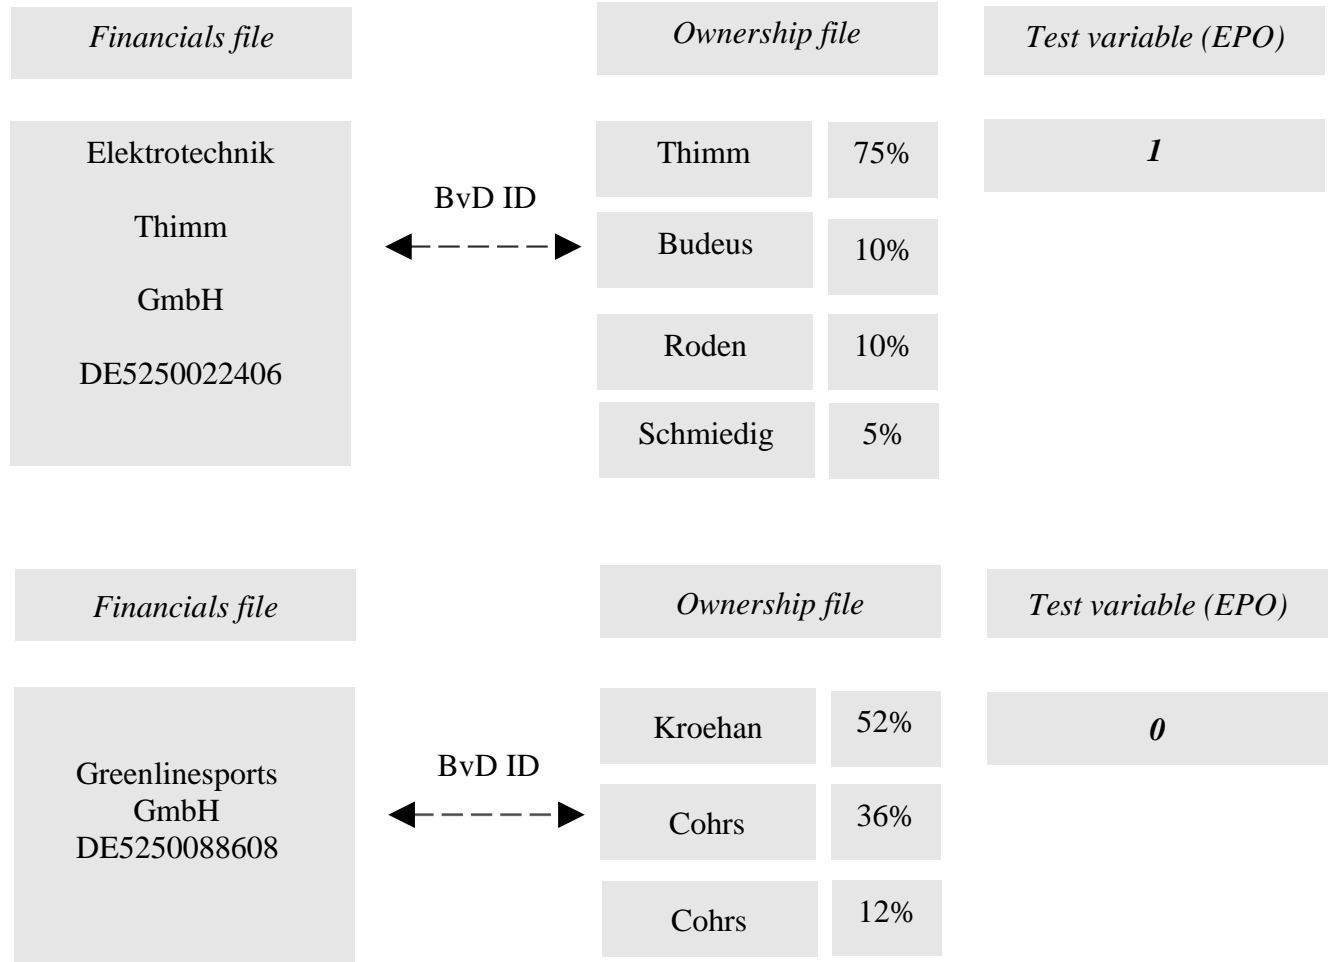 Financials file
Ownership file
Test variable (EPO)
Elektrotechnik
Thimm
GmbH
DE5250022406
BvD ID
Thimm
75%
Budeus
10%
Roden
10%
Schmiedig
5%
1
Financials file
Ownership file
Test variable (EPO)
Greenlinesports
GmbH
DE5250088608
BvD ID
Kroehan
52%
Cohrs
36%
Cohrs
12%
0